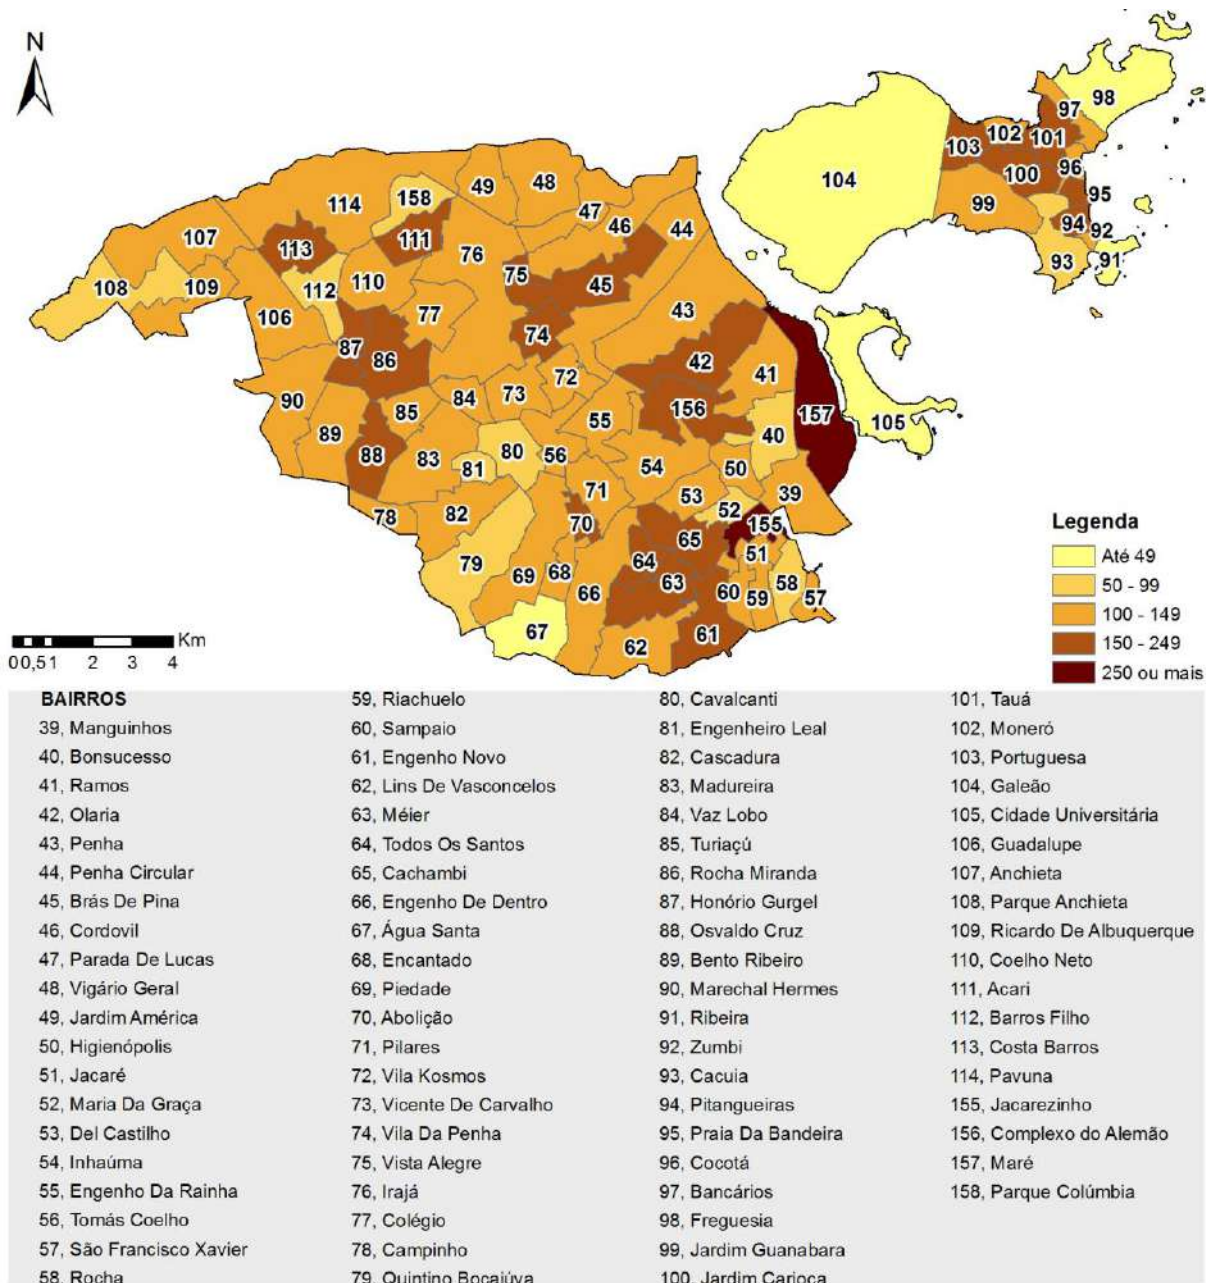 N
104
98
97
101
102
103
100
96
95
99
94
92
93
91
105
114
158
49
48
47
46
44
107
113
111
76
75
45
108
109
112
110
106
77
43
74
87
86
42
41
157
90
85
84
73
72
156
40
89
88
83
81
80
56
55
54
50
39
78
82
71
53
52
155
79
70
65
51
69
68
64
63
60
59
58
57
66
67
62
61
Km
0 0,5 1 2 3 4
Legenda
Até 49
50 - 99
100 - 149
150 - 249
250 ou mais
BAIRROS
39, Manguinhos
40, Bonsucesso
41, Ramos
42, Olaria
43, Penha
44, Penha Circular
45, Brás De Pina
46, Cordovil
47, Parada De Lucas
48, Vigário Geral
49, Jardim América
50, Higienópolis
51, Jacaré
52, Maria Da Graça
53, Del Castilho
54, Inhaúma
55, Engenho Da Rainha
56, Tomás Coelho
57, São Francisco Xavier
58, Rocha
59, Riachuelo
60, Sampaio
61, Engenho Novo
62, Lins De Vasconcelos
63, Méier
64, Todos Os Santos
65, Cachambi
66, Engenho De Dentro
67, Água Santa
68, Encantado
69, Piedade
70, Abolição
71, Pilares
72, Vila Kosmos
73, Vicente De Carvalho
74, Vila Da Penha
75, Vista Alegre
76, Irajá
77, Colégio
78, Campinho
79, Quintino Bocaiúva
80, Cavalcanti
81, Engenheiro Leal
82, Cascadura
83, Madureira
84, Vaz Lobo
85, Turiaçú
86, Rocha Miranda
87, Honório Gurgel
88, Osvaldo Cruz
89, Bento Ribeiro
90, Marechal Hermes
91, Ribeira
92, Zumbi
93, Cacuia
94, Pitangueiras
95, Praia Da Bandeira
96, Cocotá
97, Bancários
98, Freguesia
99, Jardim Guanabara
100, Jardim Carioca
101, Tauá
102, Moneró
103, Portuguesa
104, Galeão
105, Cidade Universitária
106, Guadalupe
107, Anchieta
108, Parque Anchieta
109, Ricardo De Albuquerque
110, Coelho Neto
111, Acari
112, Barros Filho
113, Costa Barros
114, Pavuna
155, Jacarezinho
156, Complexo do Alemão
157, Maré
158, Parque Colúmbia